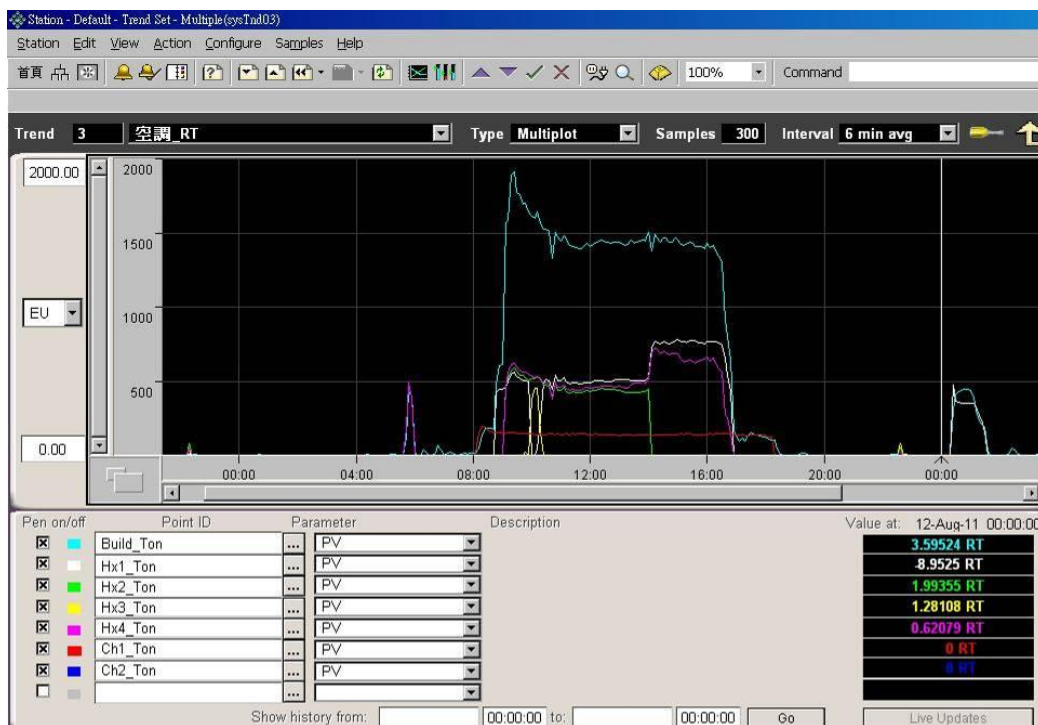 Station - Default - Trend Set - Multiple(sysTnd03)
Station Edit View Action Configure Samples Help
首頁 100% Command
Trend 3 空調_RT Type Multiplot Samples 300 Interval 6 min avg
2000.00 2000
1500
EU 1000
500
0.00
00:00 04:00 08:00 12:00 16:00 20:00 00:00
Pen on/off Point ID Parameter Description Value at: 12-Aug-11 00:00:00
Build_Ton ... PV 3.59524 RT
Hx1_Ton ... PV -8.9525 RT
Hx2_Ton ... PV 1.99355 RT
Hx3_Ton ... PV 1.28108 RT
Hx4_Ton ... PV 0.62079 RT
Ch1_Ton ... PV 0 RT
Ch2_Ton ... PV 0 RT
...
Show history from: 00:00:00 to: 00:00:00 Go Live Updates